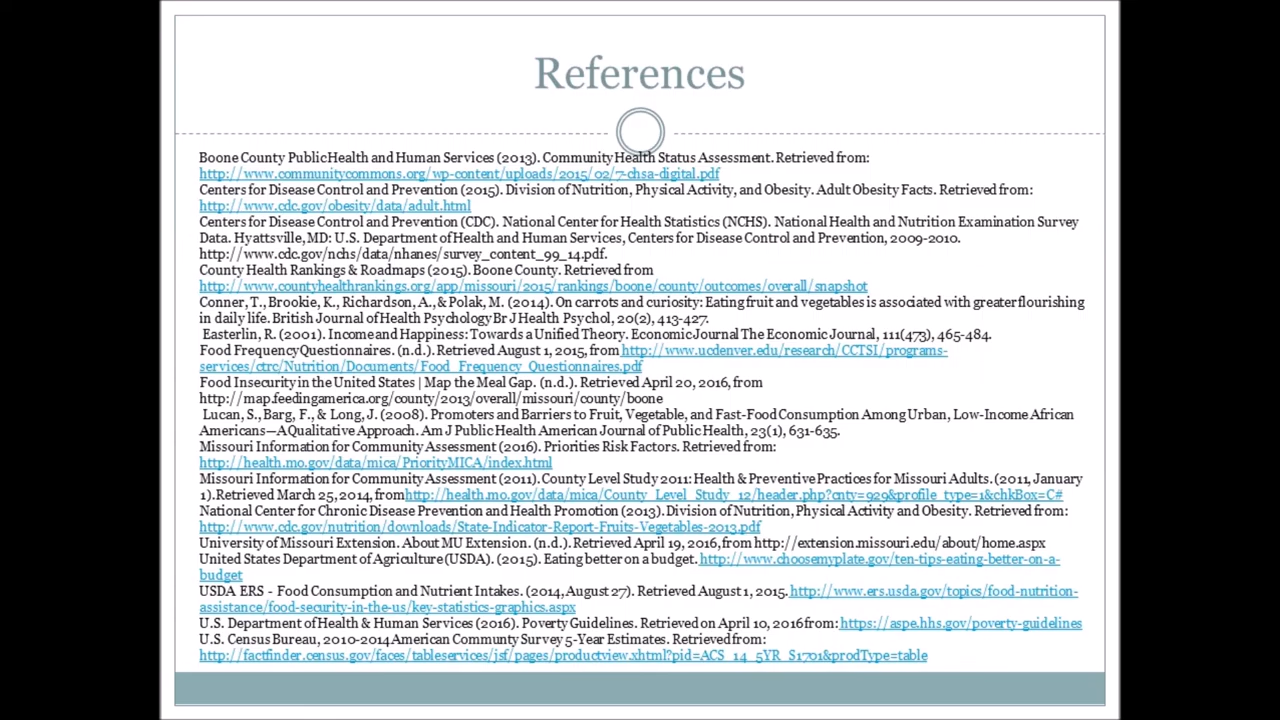 References
Boone County Public Health and Human Services (2013). Community Health Status Assessment. Retrieved from:
http://www.communitycommons.org/wp-content/uploads/2015/02/7-chsa-digital.pdf
Centers for Disease Control and Prevention (2015). Division of Nutrition, Physical Activity, and Obesity. Adult Obesity Facts. Retrieved from:
http://www.cdc.gov/obesity/data/adult.html
Centers for Disease Control and Prevention (CDC). National Center for Health Statistics (NCHS). National Health and Nutrition Examination Survey
Data. Hyattsville, MD: U.S. Department of Health and Human Services, Centers for Disease Control and Prevention, 2009-2010.
http://www.cdc.gov/nchs/data/nhanes/survey_content_99_14.pdf.
County Health Rankings & Roadmaps (2015). Boone County. Retrieved from
http://www.countyhealthrankings.org/app/missouri/2015/rankings/boone/county/outcomes/overall/snapshot
Conner, T., Brookie, K., Richardson, A., & Polak, M. (2014). On carrots and curiosity: Eating fruit and vegetables is associated with greater flourishing
in daily life. British Journal of Health Psychology Br J Health Psychol, 20(2), 413-427.
Easterlin, R. (2001). Income and Happiness: Towards a Unified Theory. Economic Journal The Economic Journal, 111(473), 465-484.
Food Frequency Questionnaires. (n.d.). Retrieved August 1, 2015, from http://www.ucdenver.edu/research/CCTSI/programs-
services/ctrc/Nutrition/Documents/Food_Frequency_Questionnaires.pdf
Food Insecurity in the United States | Map the Meal Gap. (n.d.). Retrieved April 20, 2016, from
http://map.feedingamerica.org/county/2013/overall/missouri/county/boone
Lucan, S., Barg, F., & Long, J. (2008). Promoters and Barriers to Fruit, Vegetable, and Fast-Food Consumption Among Urban, Low-Income African
Americans—A Qualitative Approach. Am J Public Health American Journal of Public Health, 23(1), 631-635.
Missouri Information for Community Assessment (2016). Priorities Risk Factors. Retrieved from:
http://health.mo.gov/data/mica/PriorityMICA/index.html
Missouri Information for Community Assessment (2011). County Level Study 2011: Health & Preventive Practices for Missouri Adults. (2011, January
1). Retrieved March 25, 2014, from http://health.mo.gov/data/mica/County_Level_Study_12/header.php?cnty=929&profile_type=1&chkBox=C#
National Center for Chronic Disease Prevention and Health Promotion (2013). Division of Nutrition, Physical Activity and Obesity. Retrieved from:
http://www.cdc.gov/nutrition/downloads/State-Indicator-Report-Fruits-Vegetables-2013.pdf
University of Missouri Extension. About MU Extension. (n.d.). Retrieved April 19, 2016, from http://extension.missouri.edu/about/home.aspx
United States Department of Agriculture (USDA). (2015). Eating better on a budget. http://www.choosemyplate.gov/ten-tips-eating-better-on-a-
budget
USDA ERS - Food Consumption and Nutrient Intakes. (2014, August 27). Retrieved August 1, 2015. http://www.ers.usda.gov/topics/food-nutrition-
assistance/food-security-in-the-us/key-statistics-graphics.aspx
U.S. Department of Health & Human Services (2016). Poverty Guidelines. Retrieved on April 10, 2016 from: https://aspe.hhs.gov/poverty-guidelines
U.S. Census Bureau, 2010-2014 American Communty Survey 5-Year Estimates. Retrieved from:
http://factfinder.census.gov/faces/tableservices/jsf/pages/productview.xhtml?pid=ACS_14_5YR_S1701&prodType=table